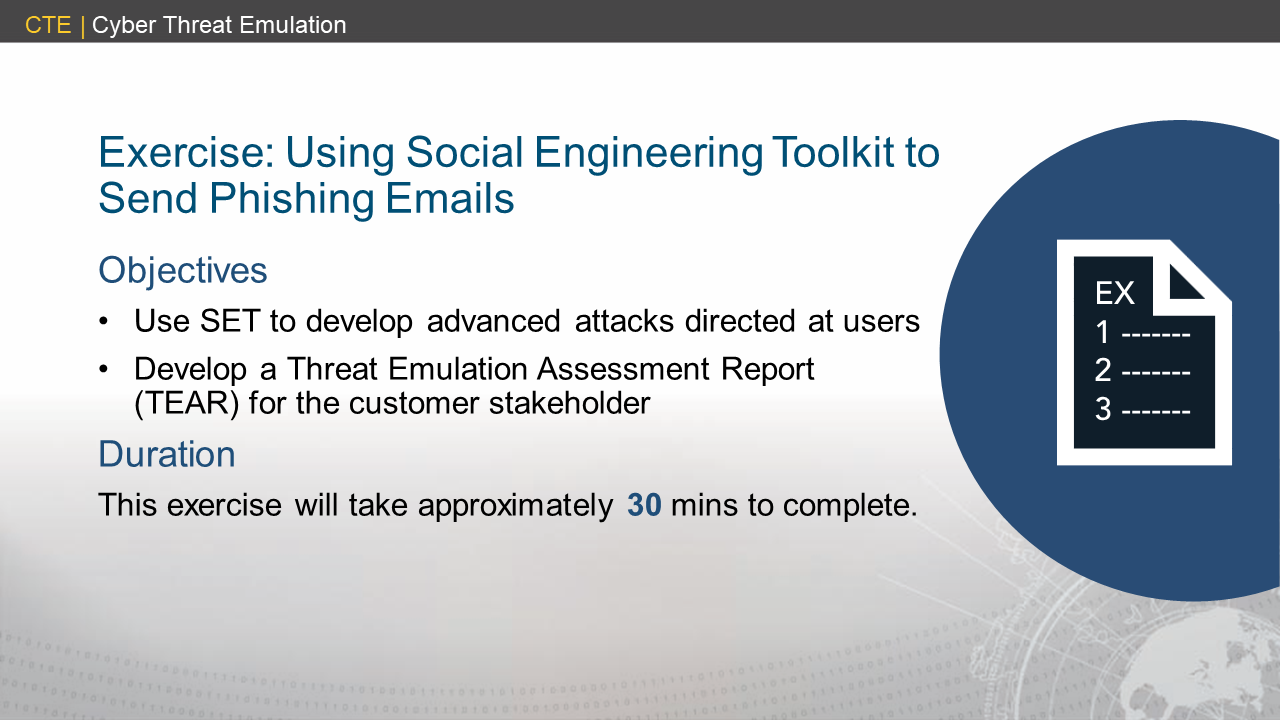 CTE | Cyber Threat Emulation
Exercise: Using Social Engineering Toolkit to
Send Phishing Emails
Objectives
• Use SET to develop advanced attacks directed at users
• Develop a Threat Emulation Assessment Report
(TEAR) for the customer stakeholder
Duration
This exercise will take approximately 30 mins to complete.
EX
1 -------
2 -------
3 -------